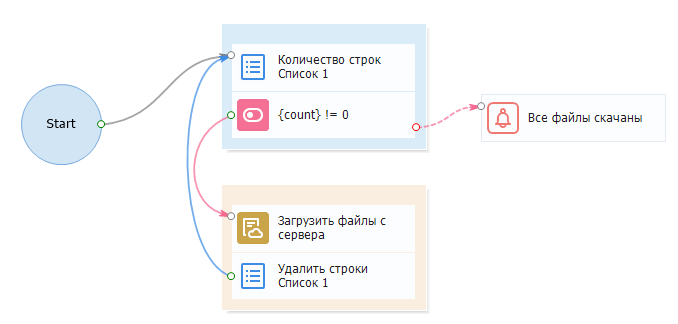 Start
Количество строк
Список 1
{count} != 0
Все файлы скачаны
Загрузить файлы с
сервера
Удалить строки
Список 1